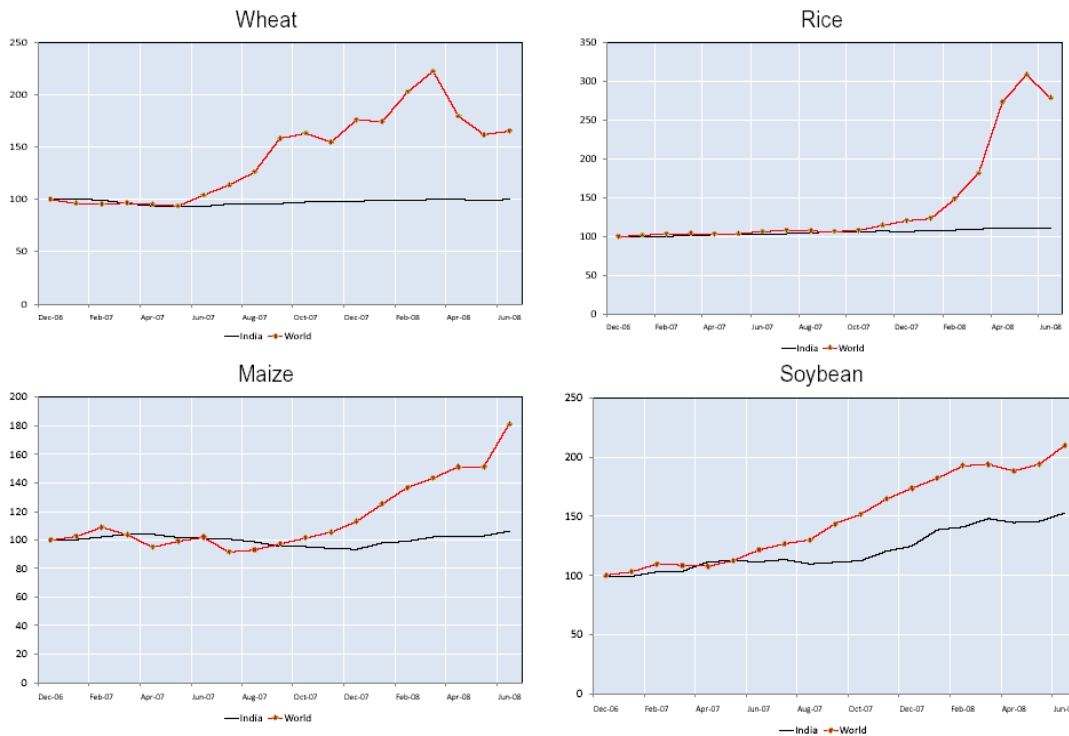 Wheat
250
200
150
100
50
0
Dec-06 Feb-07 Apr-07 Jun-07 Aug-07 Oct-07 Dec-07 Feb-08 Apr-08 Jun-08
India World
Rice
350
300
250
200
150
100
50
0
Dec-06 Feb-07 Apr-07 Jun-07 Aug-07 Oct-07 Dec-07 Feb-08 Apr-08 Jun-08
India World
Maize
200
180
160
140
120
100
80
60
40
20
0
Dec-06 Feb-07 Apr-07 Jun-07 Aug-07 Oct-07 Dec-07 Feb-08 Apr-08 Jun-08
India World
Soybean
250
200
150
100
50
0
Dec-06 Feb-07 Apr-07 Jun-07 Aug-07 Oct-07 Dec-07 Feb-08 Apr-08 Jun-0
India World